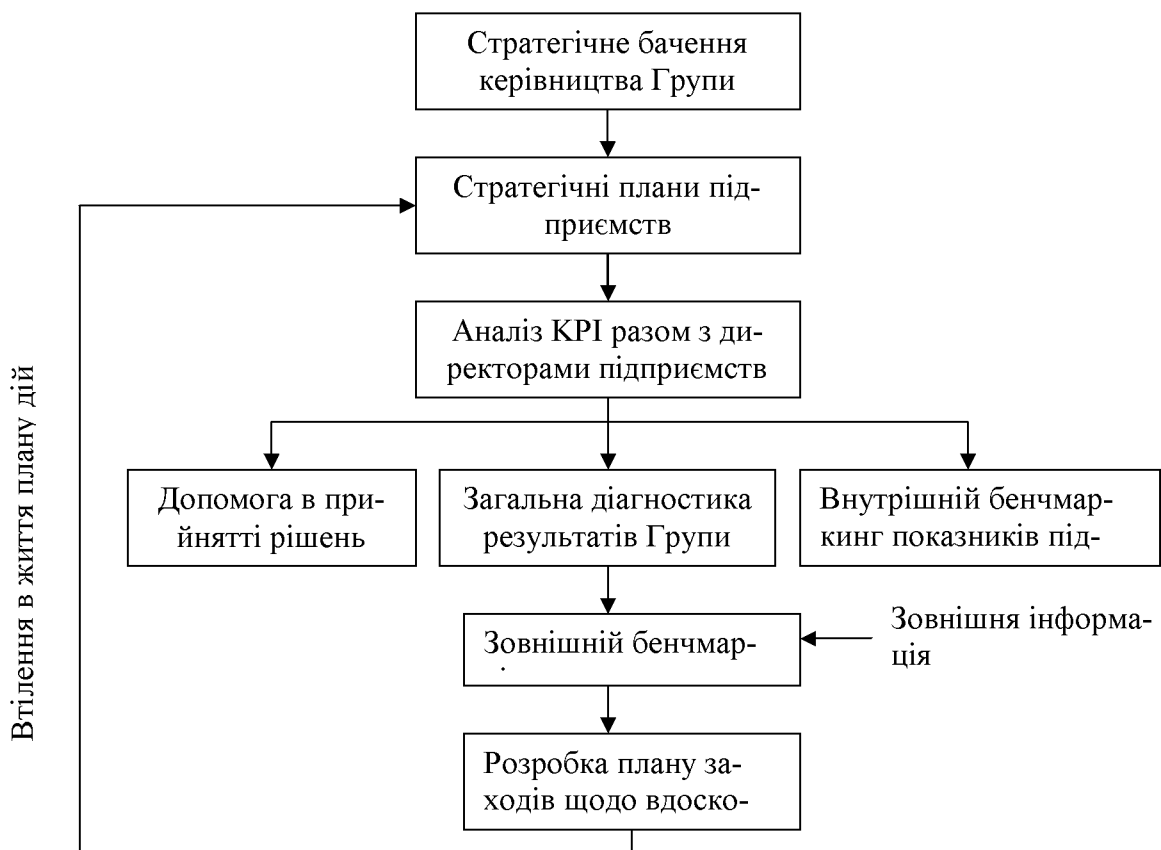 Стратегічне бачення
керівництва Групи
Стратегічні плани під-
приємств
Аналіз KPI разом з ди-
ректорами підприємств
Втілення в життя плану дій
Допомога в при-
йнятті рішень
Загальна діагностика
результатів Групи
Внутрішній бенчмар-
кинг показників під-
Зовнішній бенчмар-
Зовнішня інформа-
ція
Розробка плану за-
ходів щодо вдоско-